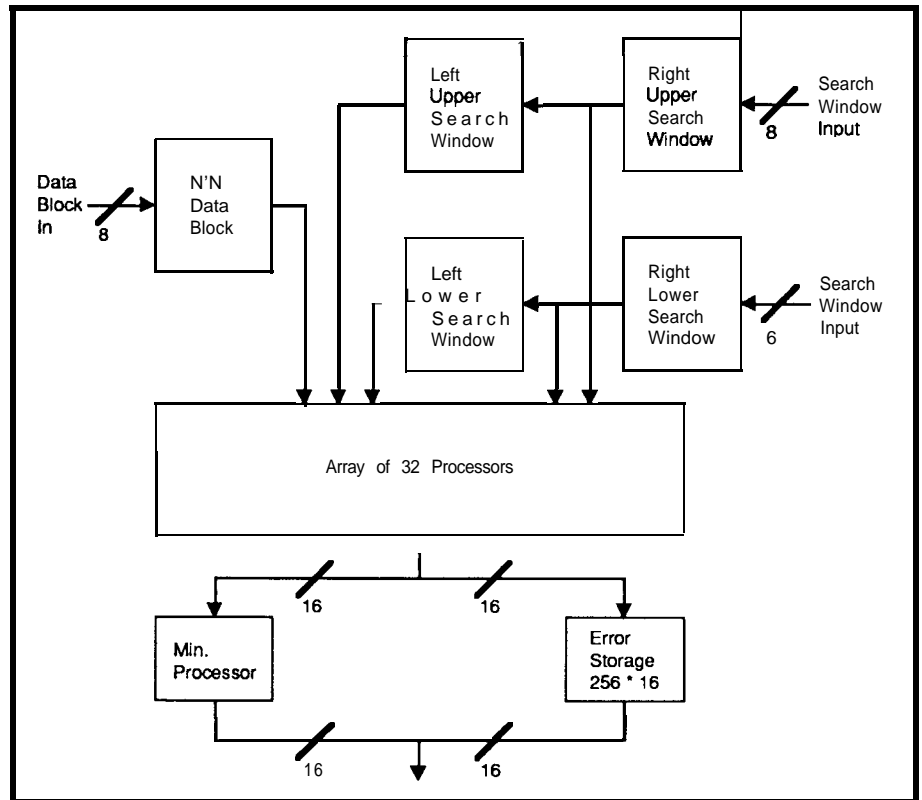 Left
Upper
Search
Window
Right
Upper
Search
Window
Search
Window
Input
8
Data
Block
In
8
N'N
Data
Block
Left
Lower
Search
Window
Right
Lower
Search
Window
Search
Window
Input
6
Array of 32 Processors
16
16
Min.
Processor
Error
Storage
256 * 16
16
16